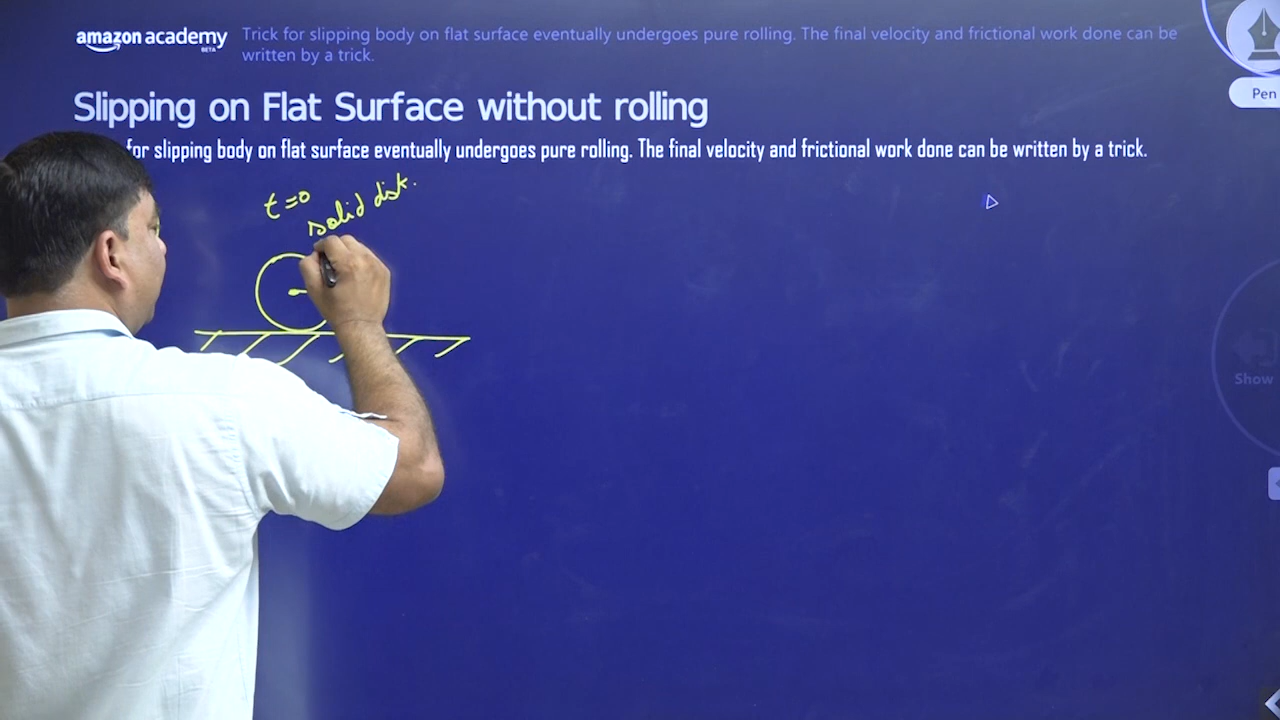 amazon academy
BETA
Trick for slipping body on flat surface eventually undergoes pure rolling. The final velocity and frictional work done can be
written by a trick.
Pen
Slipping on Flat Surface without rolling
for slipping body on flat surface eventually undergoes pure rolling. The final velocity and frictional work done can be written by a trick.
t=0
solid disk.
Show